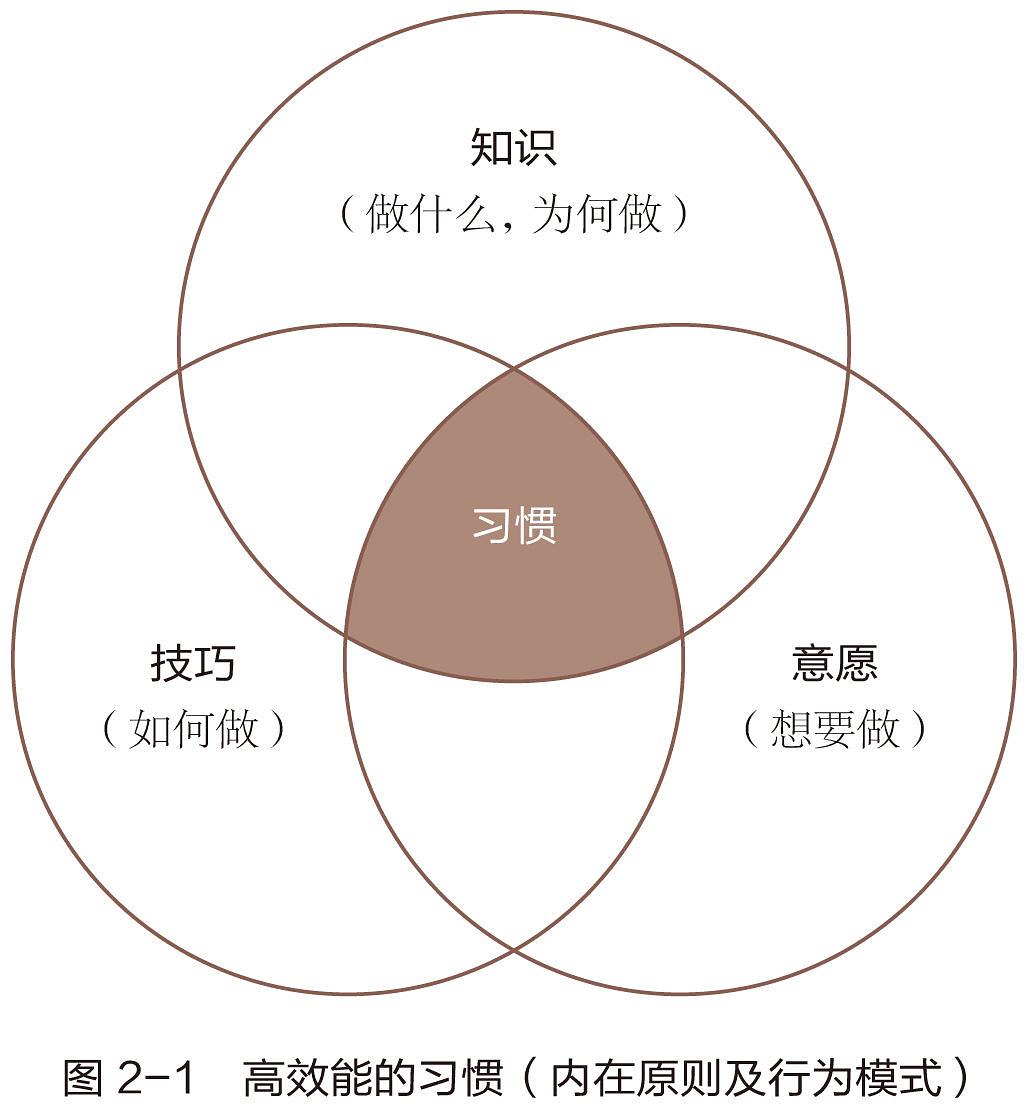 知识
（做什么，为何做）
习惯
技巧
（如何做）
意愿
（想要做）
图 2-1　高效能的习惯（内在原则及行为模式）